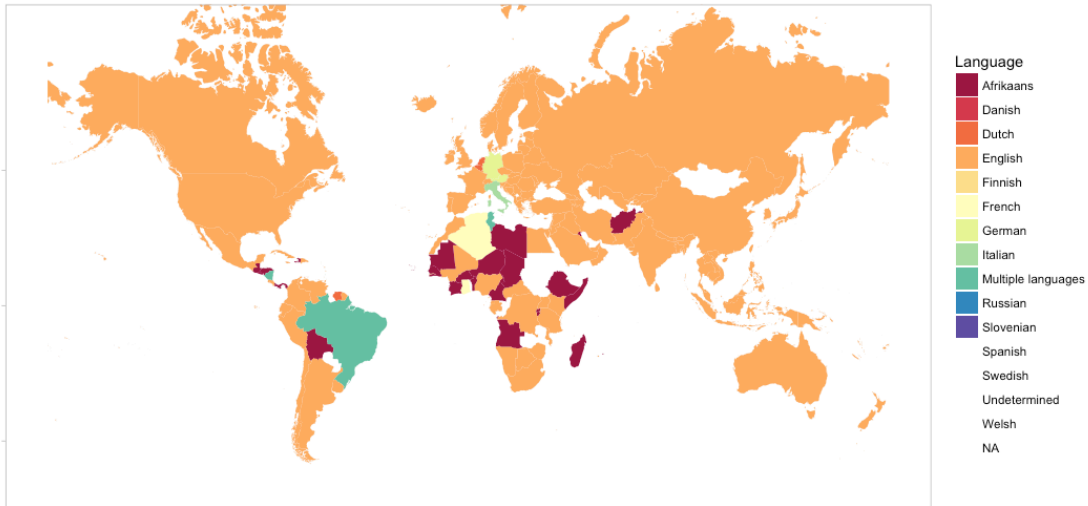 Language
Afrikaans
Danish
Dutch
English
Finnish
French
German
Italian
Multiple languages
Russian
Slovenian
Spanish
Swedish
Undetermined
Welsh
NA